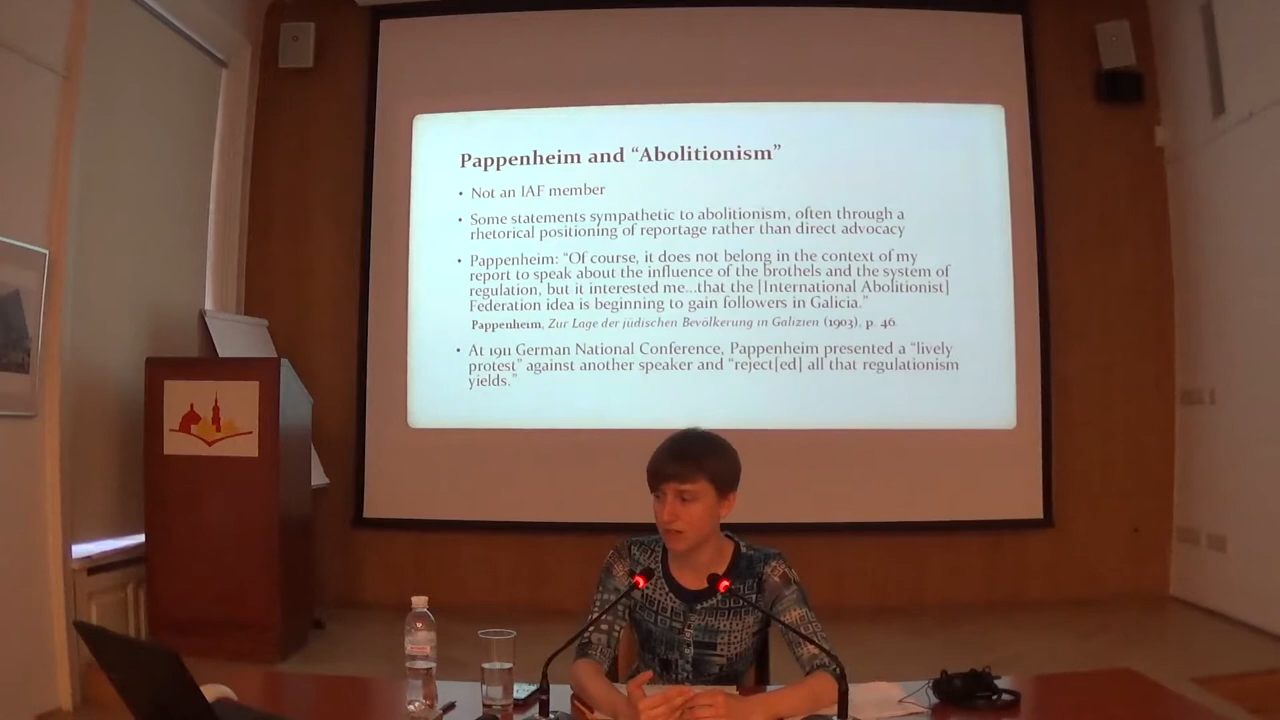 Pappenheim and “Abolitionism”
• Not an IAF member
• Some statements sympathetic to abolitionism, often through a
rhetorical positioning of reportage rather than direct advocacy
• Pappenheim: “Of course, it does not belong in the context of my
report to speak about the influence of the brothels and the system of
regulation, but it interested me...that the [International Abolitionist]
Federation idea is beginning to gain followers in Galicia.”
Pappenheim, Zur Lage der jüdischen Bevölkerung in Galizien (1903), p. 46.
• At 1911 German National Conference, Pappenheim presented a “lively
protest” against another speaker and “reject[ed] all that regulationism
yields.”